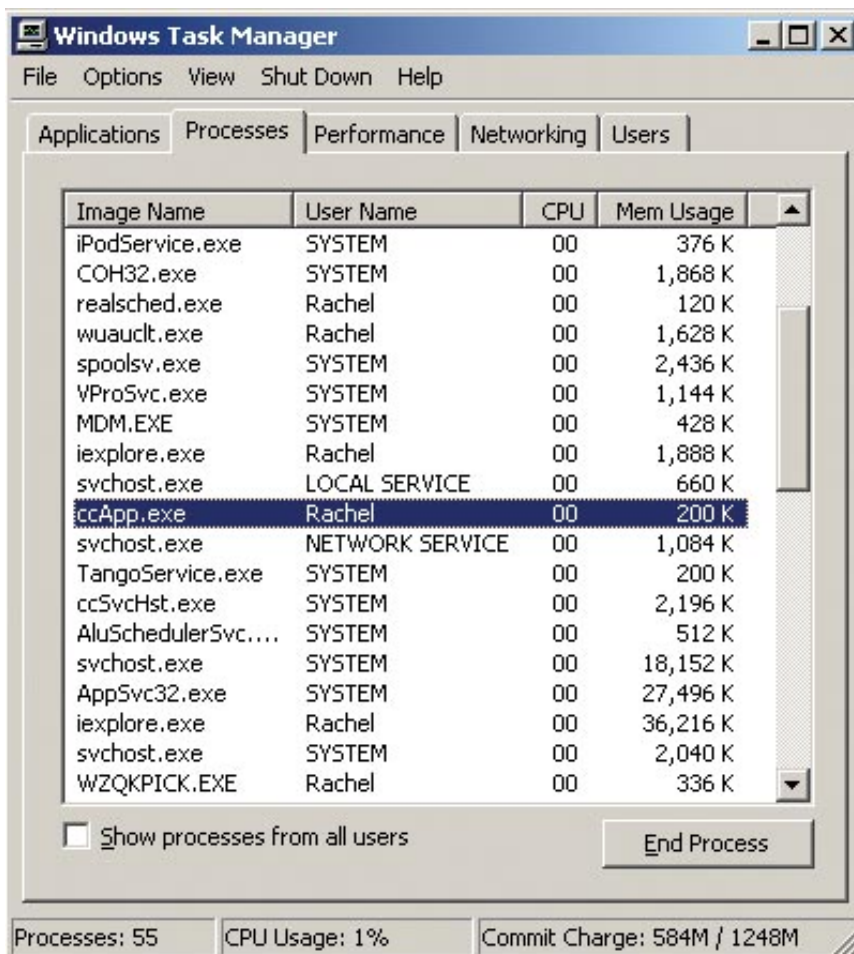 Windows Task Manager
File Options View Shut Down Help
Applications Processes Performance Networking Users
Image Name User Name CPU Mem Usage
iPodService.exe SYSTEM 00 376 K
COH32.exe SYSTEM 00 1,868 K
realsched.exe Rachel 00 120 K
wuauclt.exe Rachel 00 1,628 K
spoolsv.exe SYSTEM 00 2,436 K
VProSvc.exe SYSTEM 00 1,144 K
MDM.EXE SYSTEM 00 428 K
iexplore.exe Rachel 00 1,888 K
svchost.exe LOCAL SERVICE 00 660 K
ccApp.exe Rachel 00 200 K
svchost.exe NETWORK SERVICE 00 1,084 K
TangoService.exe SYSTEM 00 200 K
ccSvcHst.exe SYSTEM 00 2,196 K
AluSchedulerSvc.... SYSTEM 00 512 K
svchost.exe SYSTEM 00 18,152 K
AppSvc32.exe SYSTEM 00 27,496 K
iexplore.exe Rachel 00 36,216 K
svchost.exe SYSTEM 00 2,040 K
WZQKPICK.EXE Rachel 00 336 K
Show processes from all users End Process
Processes: 55 CPU Usage: 1% Commit Charge: 584M / 1248M